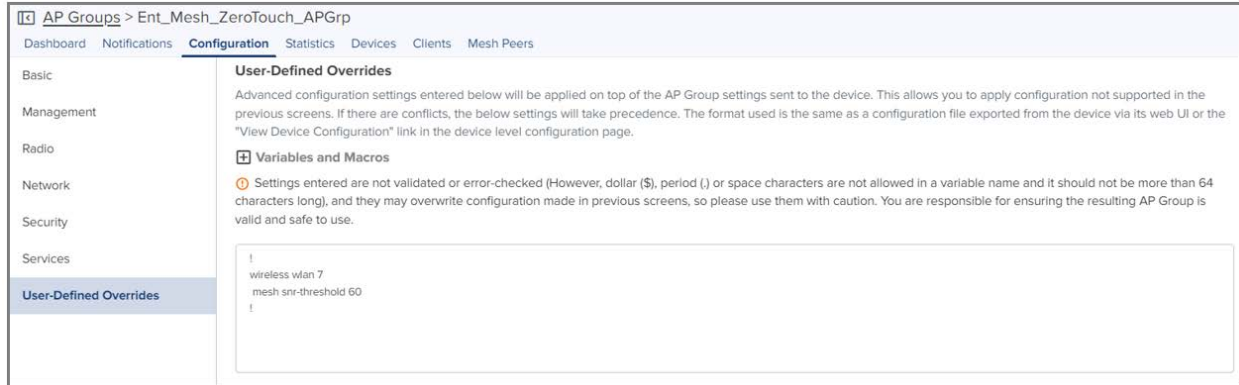 AP Groups > Ent_Mesh_ZeroTouch_APGrp
Dashboard Notifications Configuration Statistics Devices Clients Mesh Peers
Basic
Management
Radio
Network
Security
Services
User-Defined Overrides
User-Defined Overrides
Advanced configuration settings entered below will be applied on top of the AP Group settings sent to the device. This allows you to apply configuration not supported in the
previous screens. If there are conflicts, the below settings will take precedence. The format used is the same as a configuration file exported from the device via its web UI or the
"View Device Configuration" link in the device level configuration page.
Variables and Macros
Settings entered are not validated or error-checked (However, dollar ($), period (.) or space characters are not allowed in a variable name and it should not be more than 64
characters long), and they may overwrite configuration made in previous screens, so please use them with caution. You are responsible for ensuring the resulting AP Group is
valid and safe to use.
!
wireless wlan 7
mesh snr-threshold 60
!